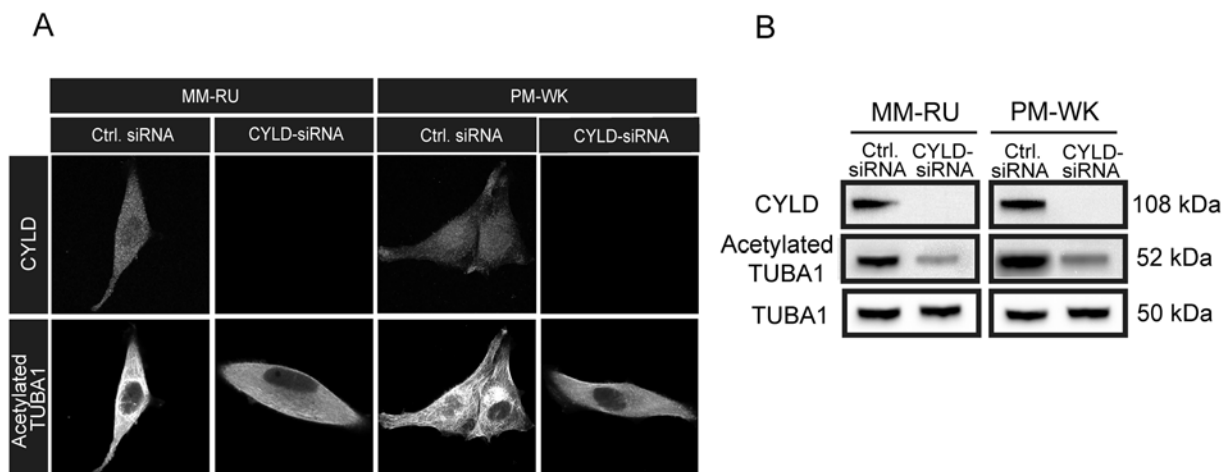 A
MM-RU
PM-WK
Ctrl. siRNA
CYLD-siRNA
Ctrl. siRNA
CYLD-siRNA
CYLD
Acetylated
TUBA1
B
MM-RU
PM-WK
Ctrl.
siRNA
CYLD-
siRNA
Ctrl.
siRNA
CYLD-
siRNA
CYLD
108 kDa
Acetylated
TUBA1
52 kDa
TUBA1
50 kDa